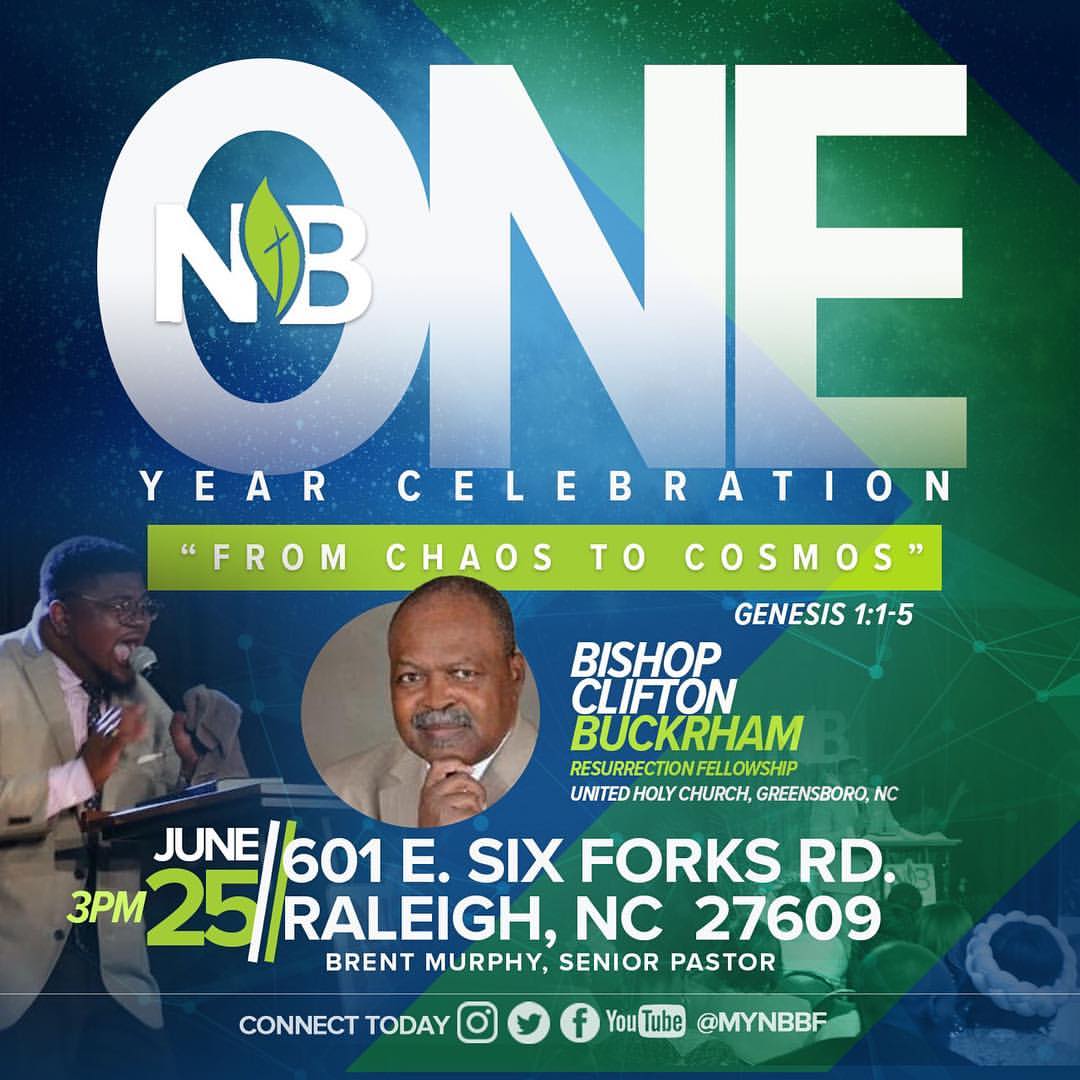 ONE
NB
YEAR CELEBRATION
“FROM CHAOS TO COSMOS”
GENESIS 1:1-5
BISHOP
CLIFTON
BUCKRHAM
RESURRECTION FELLOWSHIP
UNITED HOLY CHURCH, GREENSBORO, NC
JUNE
3PM 25
601 E. SIX FORKS RD.
RALEIGH, NC 27609
BRENT MURPHY, SENIOR PASTOR
CONNECT TODAY YouTube @MYNBBF